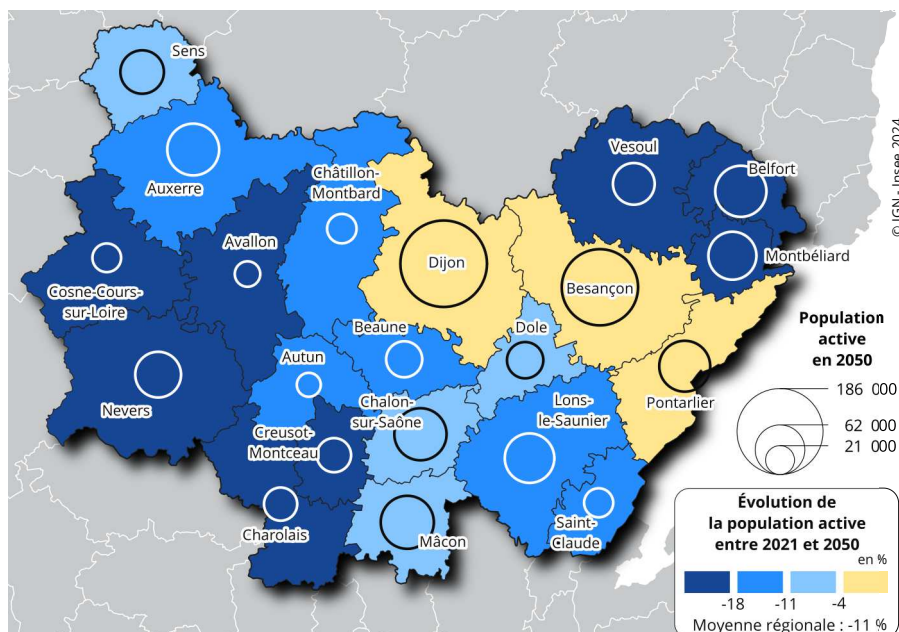 Sens
© IGN - Insee 2024
Vesoul
Belfort
Châtillon-
Montbard
Auxerre
Avallon
Montbéliard
Dijon
Cosne-Cours-
sur-Loire
Besançon
Population
active
en 2050
Beaune
Dole
Autun
186 000
Nevers
Chalon-
sur-Saône
Lons-
le-Saunier
Pontarlier
62 000
Creusot-
Montceau
21 000
Charolais
Mâcon
Saint-
Claude
Évolution de
la population active
entre 2021 et 2050
en %
-18 -11 -4
Moyenne régionale : -11 %